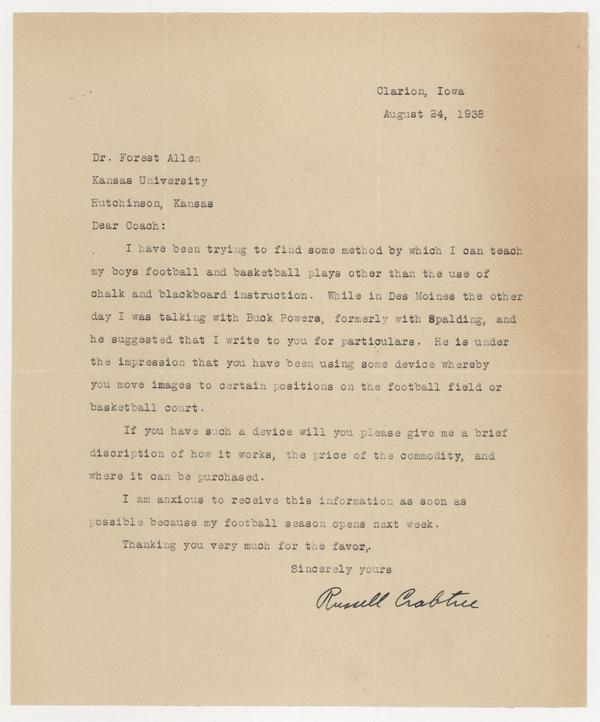 Clarion, Iowa
August 24, 1938
Dr. Forest Allen
Kansas University
Hutchinson, Kansas
Dear Coach:
I have been trying to find some method by which I can teach
my boys football and basketball plays other than the use of
chalk and blackboard instruction. While in Des Moines the other
day I was talking with Buck Powers, formerly with Spalding, and
he suggested that I write to you for particulars. He is under
the impression that you have been using some device whereby
you move images to certain positions on the football field or
basketball court.
If you have such a device will you please give me a brief
discription of how it works, the price of the commodity, and
where it can be purchased.
I am anxious to receive this information as soon as
possible because my football season opens next week.
Thanking you very much for the favor,.
Sincerely yours
Russell Crabtree